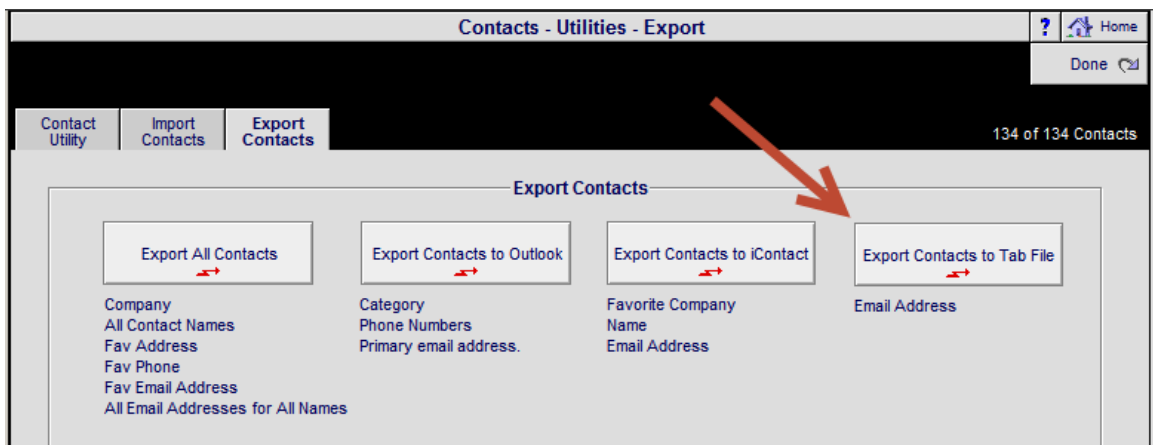 Contacts - Utilities - Export
? Home
Done
Contact Utility
Import Contacts
Export Contacts
134 of 134 Contacts
Export Contacts
Export All Contacts
Company
All Contact Names
Fav Address
Fav Phone
Fav Email Address
All Email Addresses for All Names
Export Contacts to Outlook
Category
Phone Numbers
Primary email address.
Export Contacts to iContact
Favorite Company
Name
Email Address
Export Contacts to Tab File
Email Address